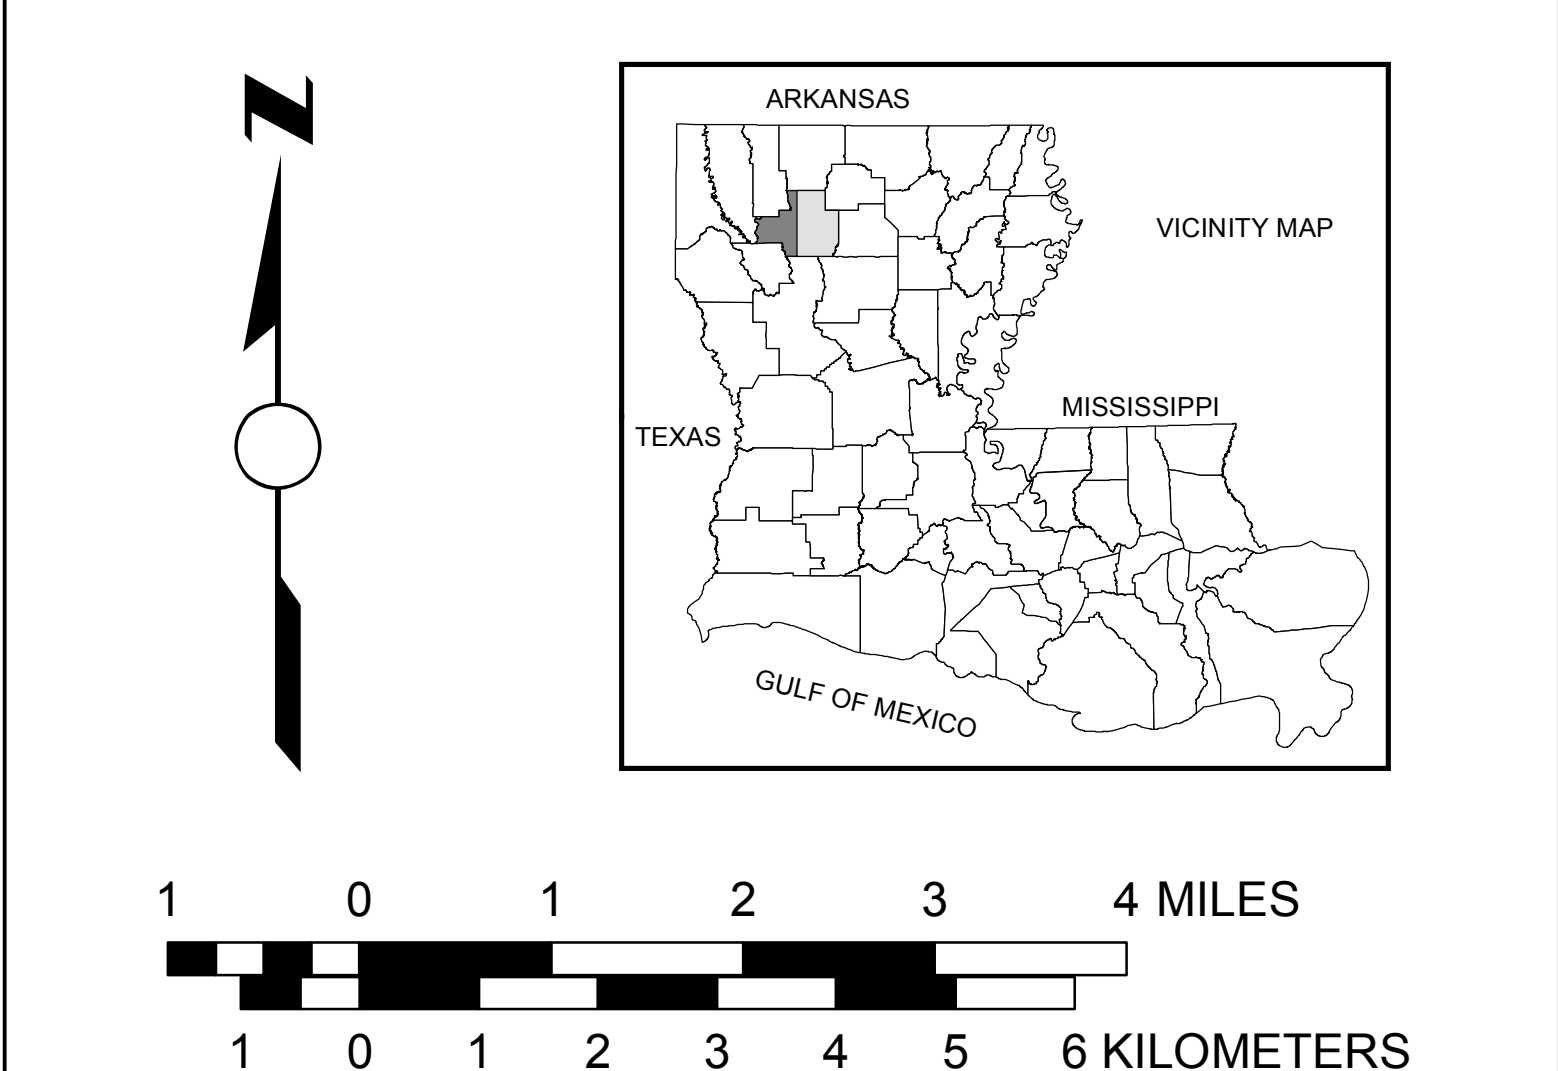 N
ARKANSAS
VICINITY MAP
MISSISSIPPI
TEXAS
GULF OF MEXICO
1 0 1 2 3 4 MILES
1 0 1 2 3 4 5 6 KILOMETERS